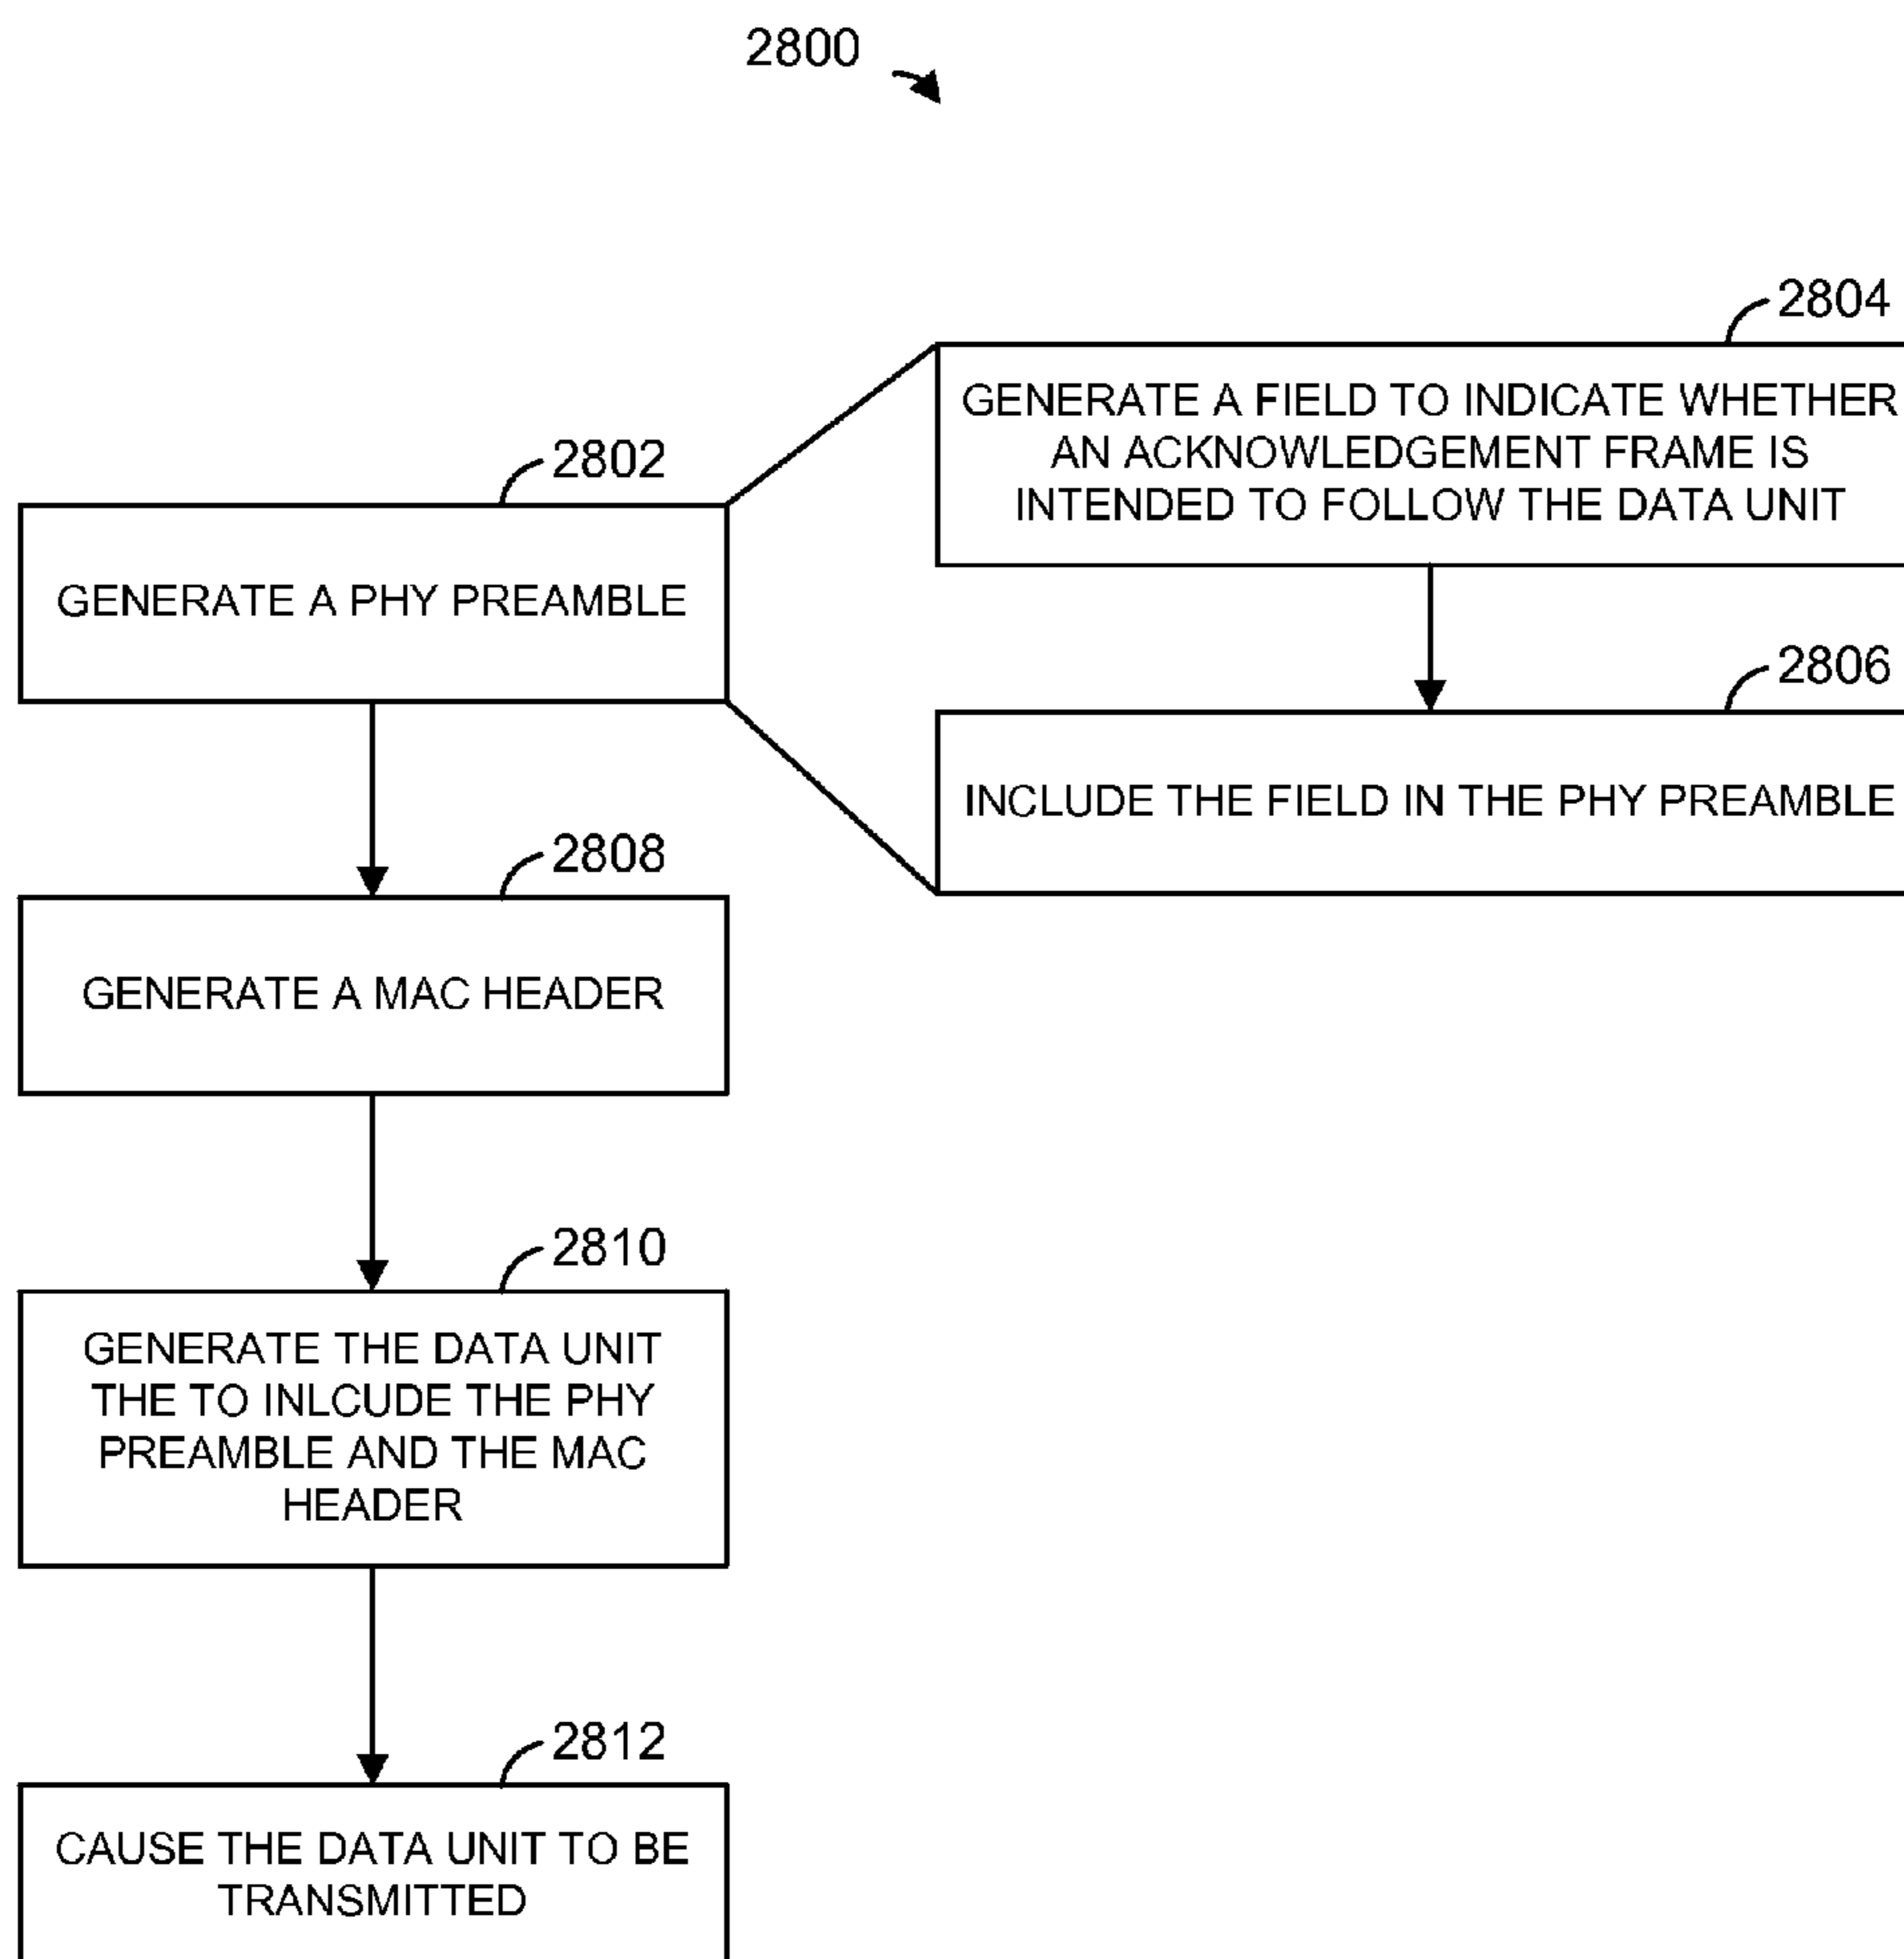 2800
2802
GENERATE A PHY PREAMBLE
2804
GENERATE A FIELD TO INDICATE WHETHER
AN ACKNOWLEDGEMENT FRAME IS
INTENDED TO FOLLOW THE DATA UNIT
2806
INCLUDE THE FIELD IN THE PHY PREAMBLE
2808
GENERATE A MAC HEADER
2810
GENERATE THE DATA UNIT
THE TO INLCUDE THE PHY
PREAMBLE AND THE MAC
HEADER
2812
CAUSE THE DATA UNIT TO BE
TRANSMITTED